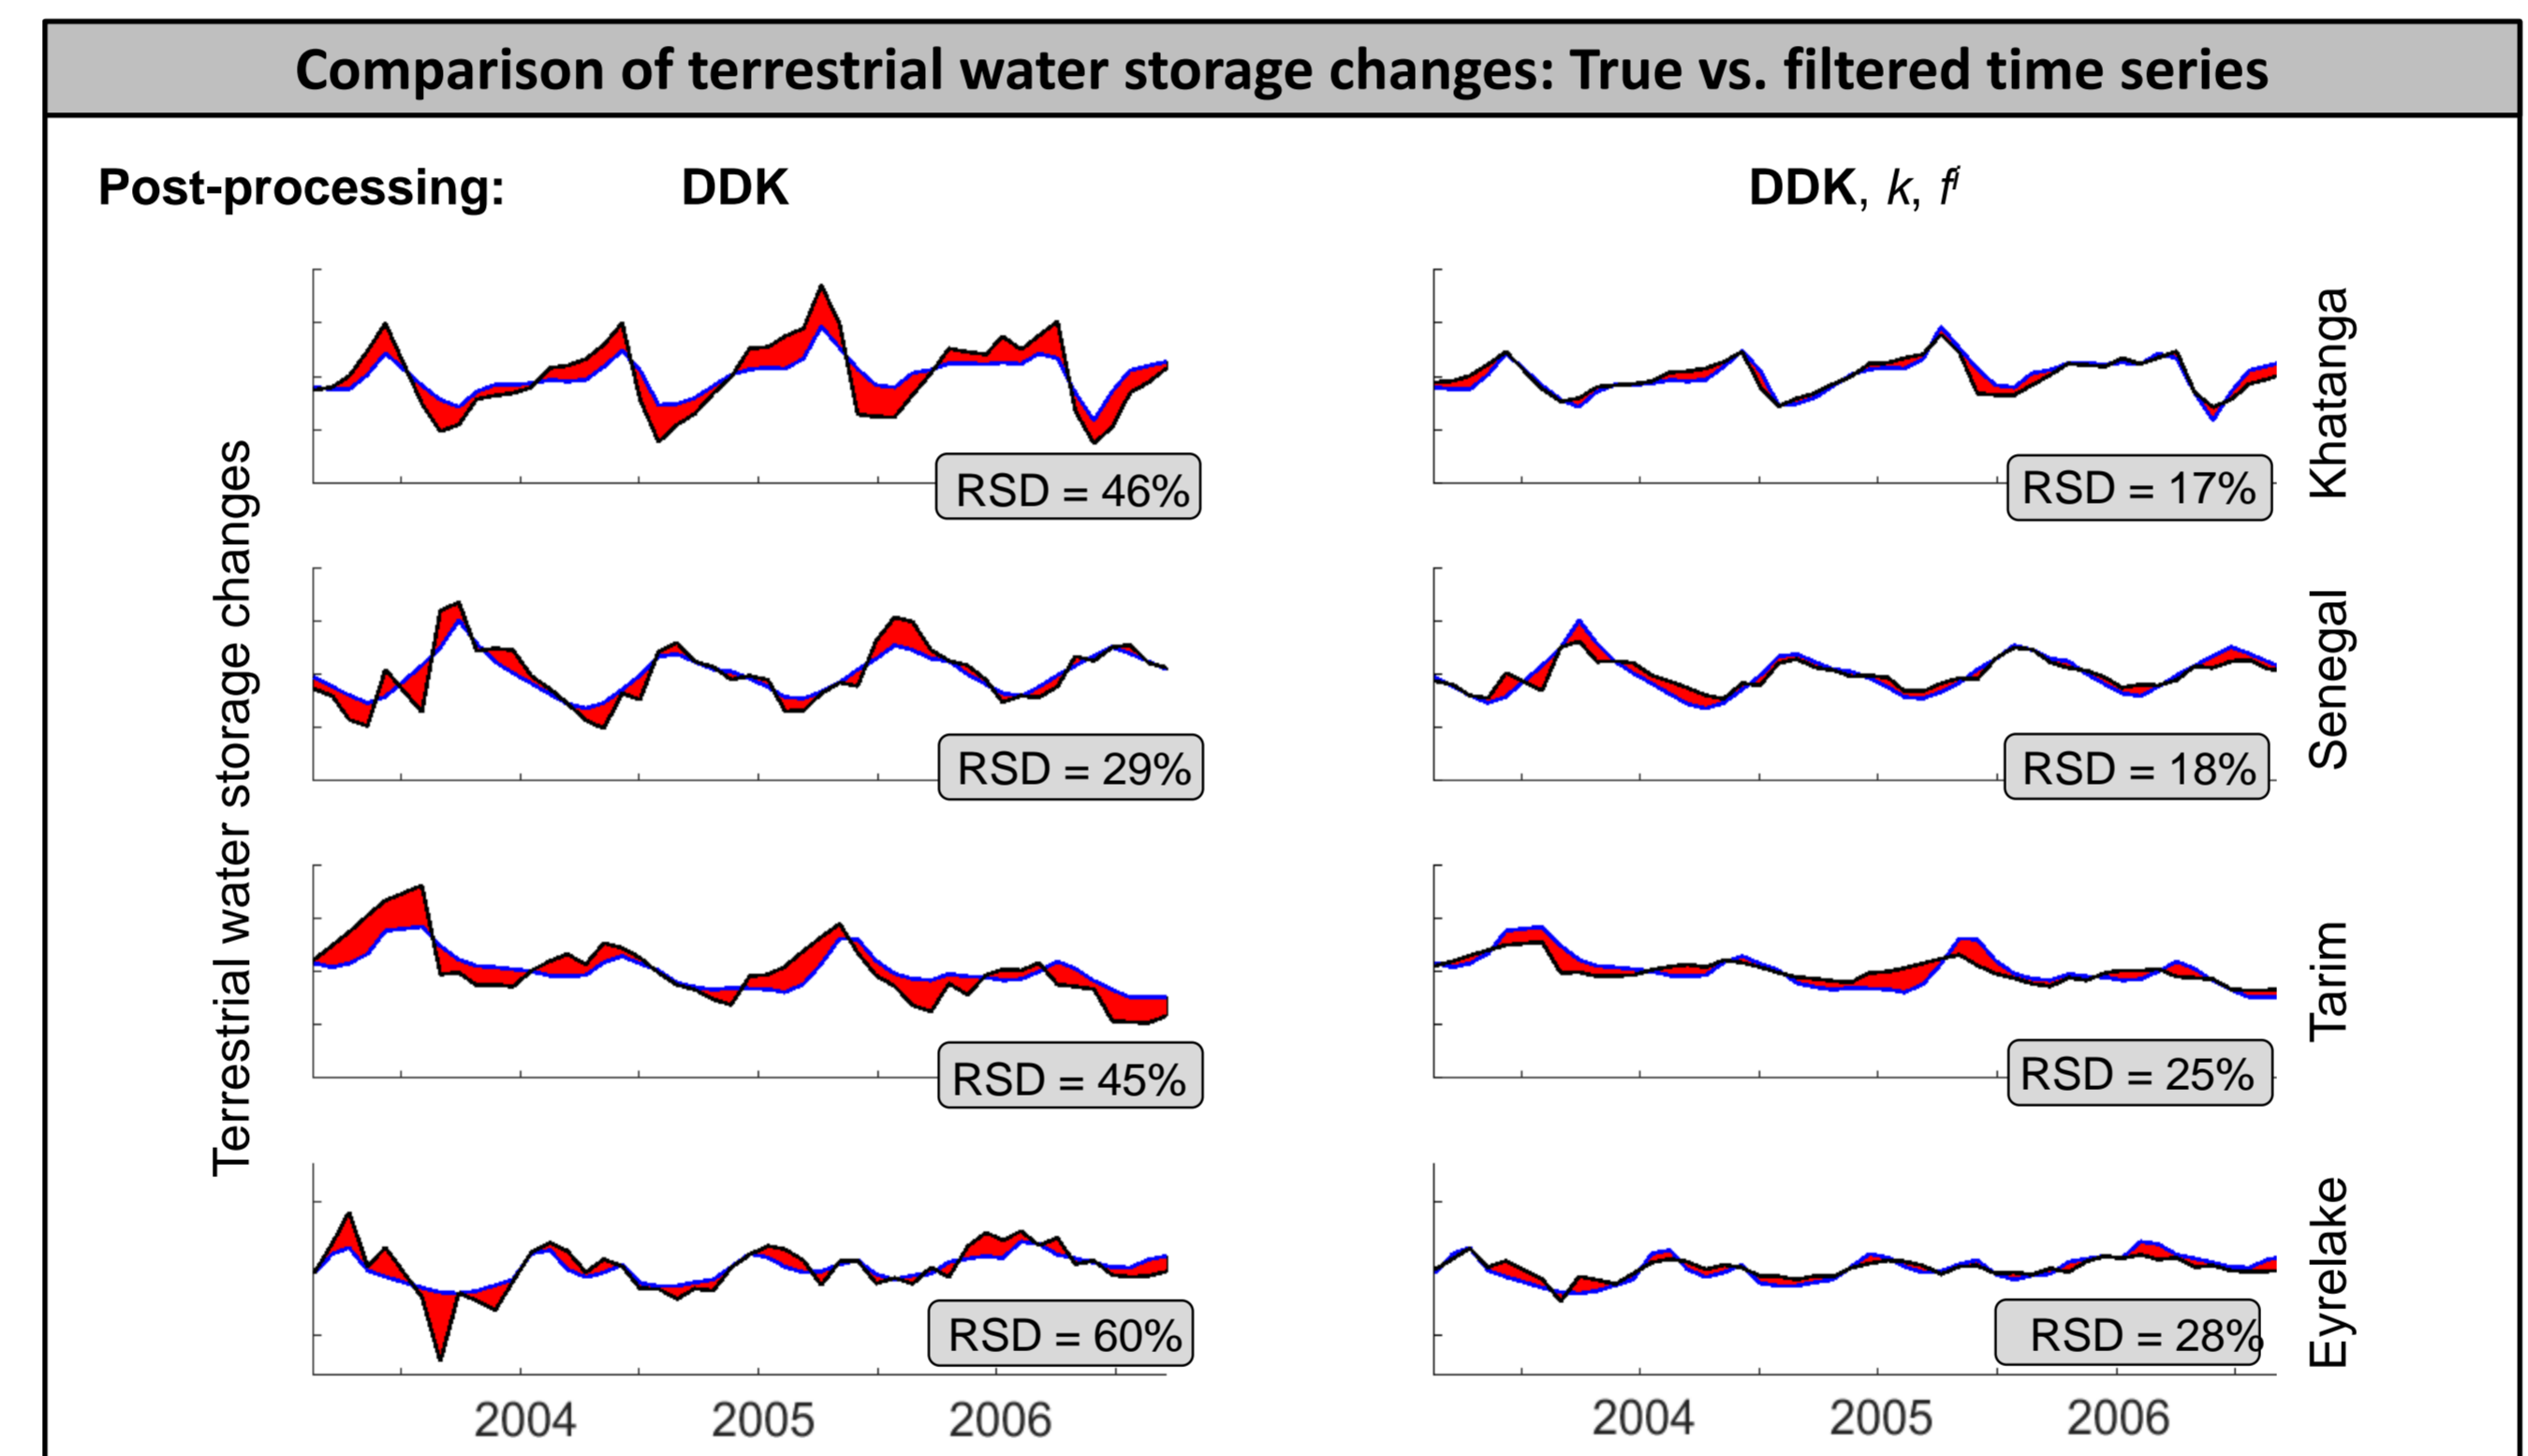 Comparison of terrestrial water storage changes: True vs. filtered time series
Post-processing: DDK DDK, k, fⁱ
Terrestrial water storage changes
RSD = 46% RSD = 17% Khatanga
RSD = 29% RSD = 18% Senegal
RSD = 45% RSD = 25% Tarim
RSD = 60% RSD = 28% Eyrelake
2004 2005 2006 2004 2005 2006